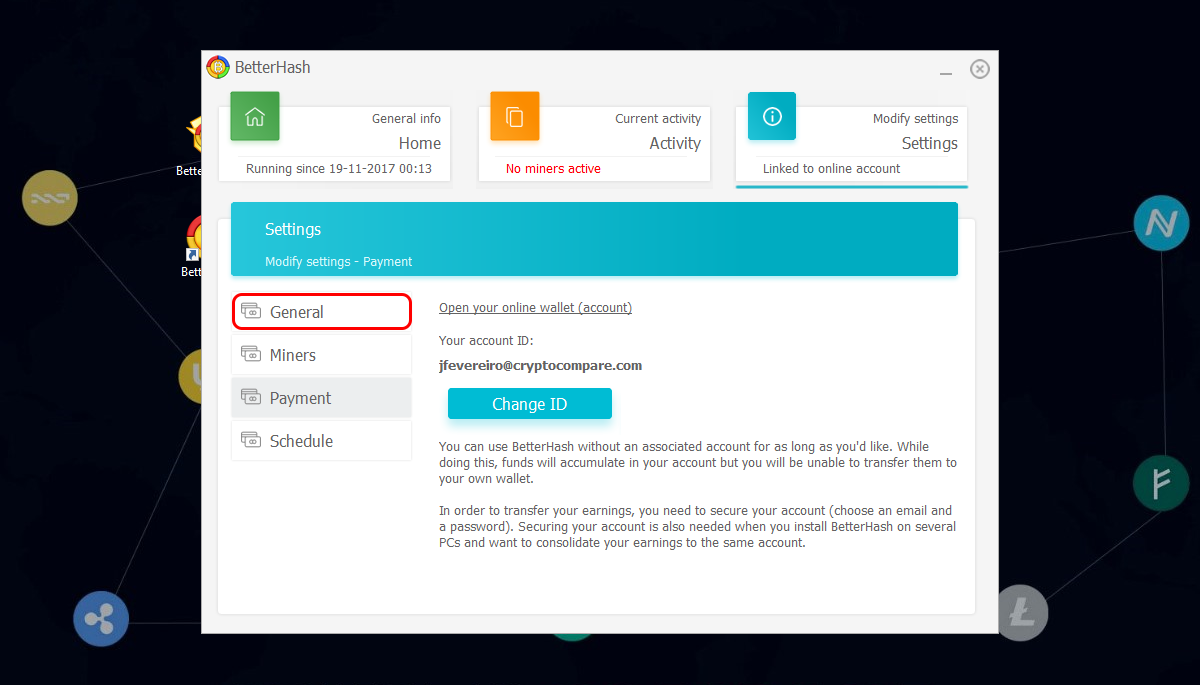 BetterHash
General info
Home
Running since 19-11-2017 00:13
Current activity
Activity
No miners active
Modify settings
Settings
Linked to online account
Settings
Modify settings - Payment
General
Miners
Payment
Schedule
Open your online wallet (account)
Your account ID:
jfevereiro@cryptocompare.com
Change ID
You can use BetterHash without an associated account for as long as you'd like. While
doing this, funds will accumulate in your account but you will be unable to transfer them to
your own wallet.
In order to transfer your earnings, you need to secure your account (choose an email and
a password). Securing your account is also needed when you install BetterHash on several
PCs and want to consolidate your earnings to the same account.
Bette
Bett